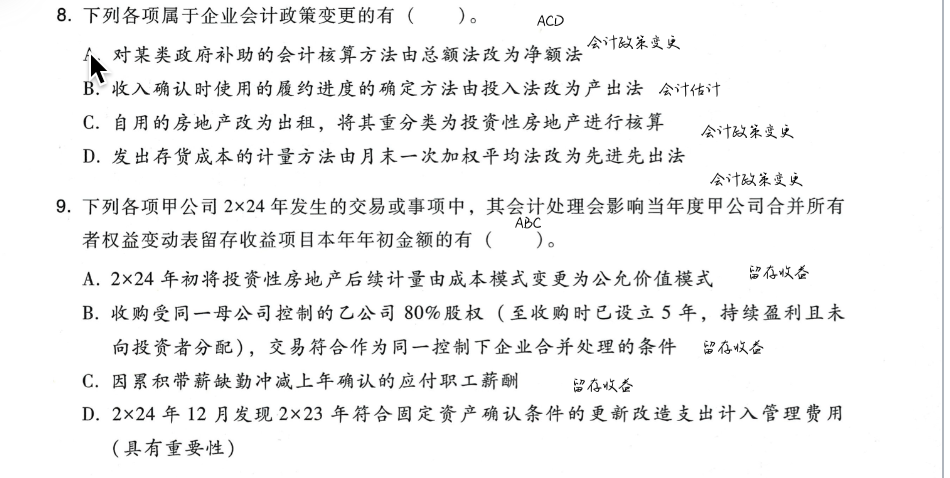 8. 下列各项属于企业会计政策变更的有（　　）。 ACD
A. 对某类政府补助的会计核算方法由总额法改为净额法 会计政策变更
B. 收入确认时使用的履约进度的确定方法由投入法改为产出法 会计估计
C. 自用的房地产改为出租，将其重分类为投资性房地产进行核算 会计政策变更
D. 发出存货成本的计量方法由月末一次加权平均法改为先进先出法
会计政策变更
9. 下列各项甲公司 2×24 年发生的交易或事项中，其会计处理会影响当年度甲公司合并所有
者权益变动表留存收益项目本年年初金额的有（ ABC ）。
A. 2×24 年初将投资性房地产后续计量由成本模式变更为公允价值模式 留存收益
B. 收购受同一母公司控制的乙公司 80%股权（至收购时已设立 5 年，持续盈利且未
向投资者分配），交易符合作为同一控制下企业合并处理的条件 留存收益
C. 因累积带薪缺勤冲减上年确认的应付职工薪酬 留存收益
D. 2×24 年 12 月发现 2×23 年符合固定资产确认条件的更新改造支出计入管理费用
（具有重要性）